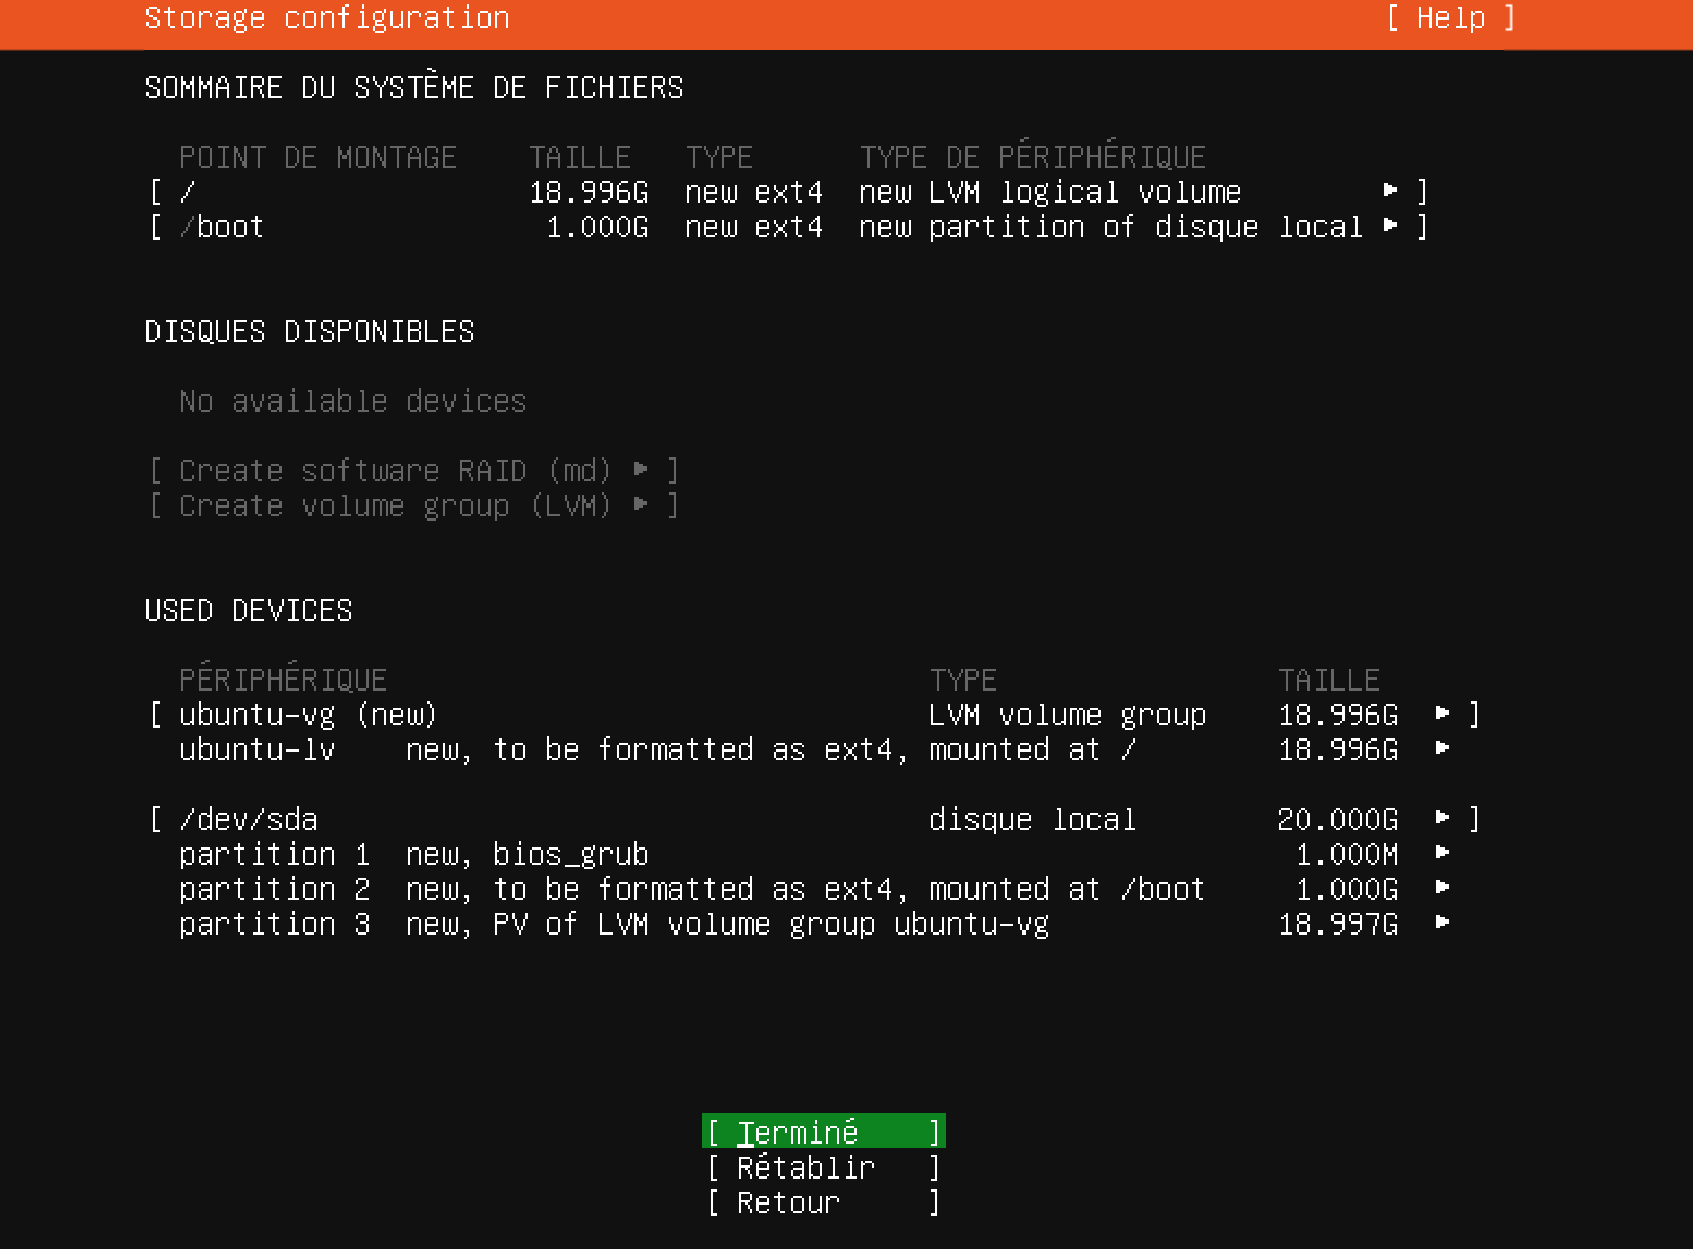 Storage configuration [ Help ]
SOMMAIRE DU SYSTÈME DE FICHIERS
POINT DE MONTAGE TAILLE TYPE TYPE DE PÉRIPHÉRIQUE
[ / 18.996G new ext4 new LVM logical volume ▸ ]
[ /boot 1.000G new ext4 new partition of disque local ▸ ]
DISQUES DISPONIBLES
No available devices
[ Create software RAID (md) ▸ ]
[ Create volume group (LVM) ▸ ]
USED DEVICES
PÉRIPHÉRIQUE TYPE TAILLE
[ ubuntu-vg (new) LVM volume group 18.996G ▸ ]
ubuntu-lv new, to be formatted as ext4, mounted at / 18.996G ▸
[ /dev/sda disque local 20.000G ▸ ]
partition 1 new, bios_grub 1.000M ▸
partition 2 new, to be formatted as ext4, mounted at /boot 1.000G ▸
partition 3 new, PV of LVM volume group ubuntu-vg 18.997G ▸
[ Terminé ]
[ Rétablir ]
[ Retour ]